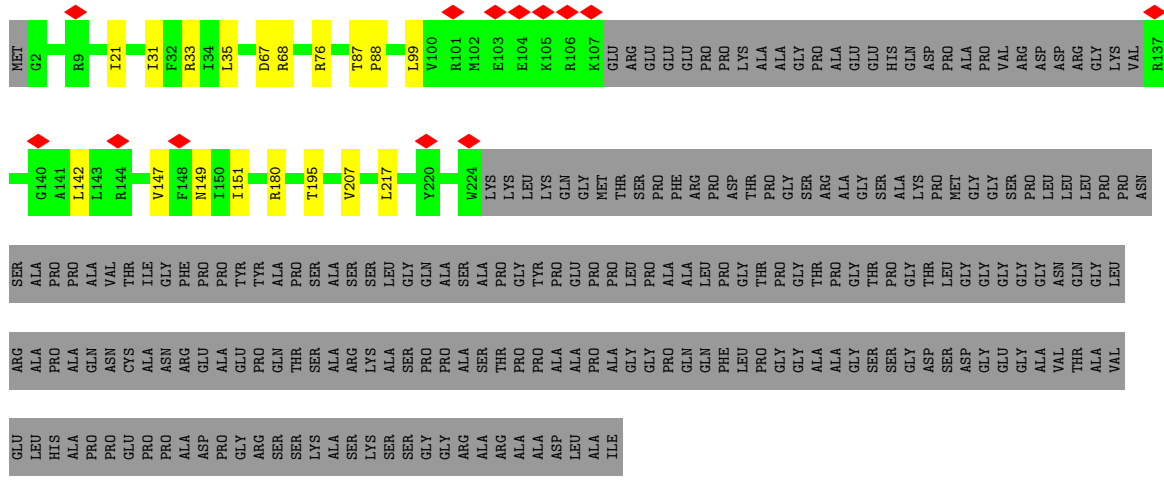 MET G2 R9 I21 I31 F32 R33 I34 L35 D67 R68 R76 T87 P88 L99 V100 R101 M102 E103 E104 K105 R106 K107 GLU ARG GLU GLU GLU PRO PRO LYS ALA ALA GLY PRO ALA GLU GLU HIS GLN ASP PRO ALA PRO VAL ARG ASP ASP ARG GLY LYS VAL R137
G140 A141 L142 L143 R144 V147 F148 N149 I150 I151 R180 T195 V207 L217 Y220 W224 LYS LYS LEU LYS GLN GLY MET THR SER PRO PHE ARG PRO ASP THR PRO GLY SER ARG ALA GLY SER ALA LYS PRO MET GLY GLY SER PRO LEU LEU LEU PRO PRO ASN
SER ALA PRO PRO ALA VAL THR ILE GLY PHE PRO PRO TYR TYR ALA PRO SER ALA SER SER LEU GLY GLN ALA SER ALA PRO GLY TYR PRO GLU PRO PRO LEU PRO ALA ALA LEU PRO GLY THR PRO GLY THR PRO GLY THR PRO GLY THR LEU GLY GLY GLY GLY GLY ASN GLN GLY LEU
ARG ALA PRO ALA GLN ASN CYS ALA ASN ARG GLU ALA GLU PRO GLN THR SER ALA ARG LYS ALA SER PRO PRO ALA SER THR PRO PRO ALA ALA PRO ALA GLY GLY PRO GLN GLN PHE LEU PRO GLY GLY ALA ALA GLY SER SER GLY ASP SER ASP GLY GLU GLY ALA VAL THR ALA VAL
GLU LEU HIS ALA PRO PRO GLU PRO PRO ALA ASP PRO GLY ARG SER SER LYS ALA SER LYS SER SER GLY GLY ARG ALA ARG ALA ALA ASP LEU ALA ILE